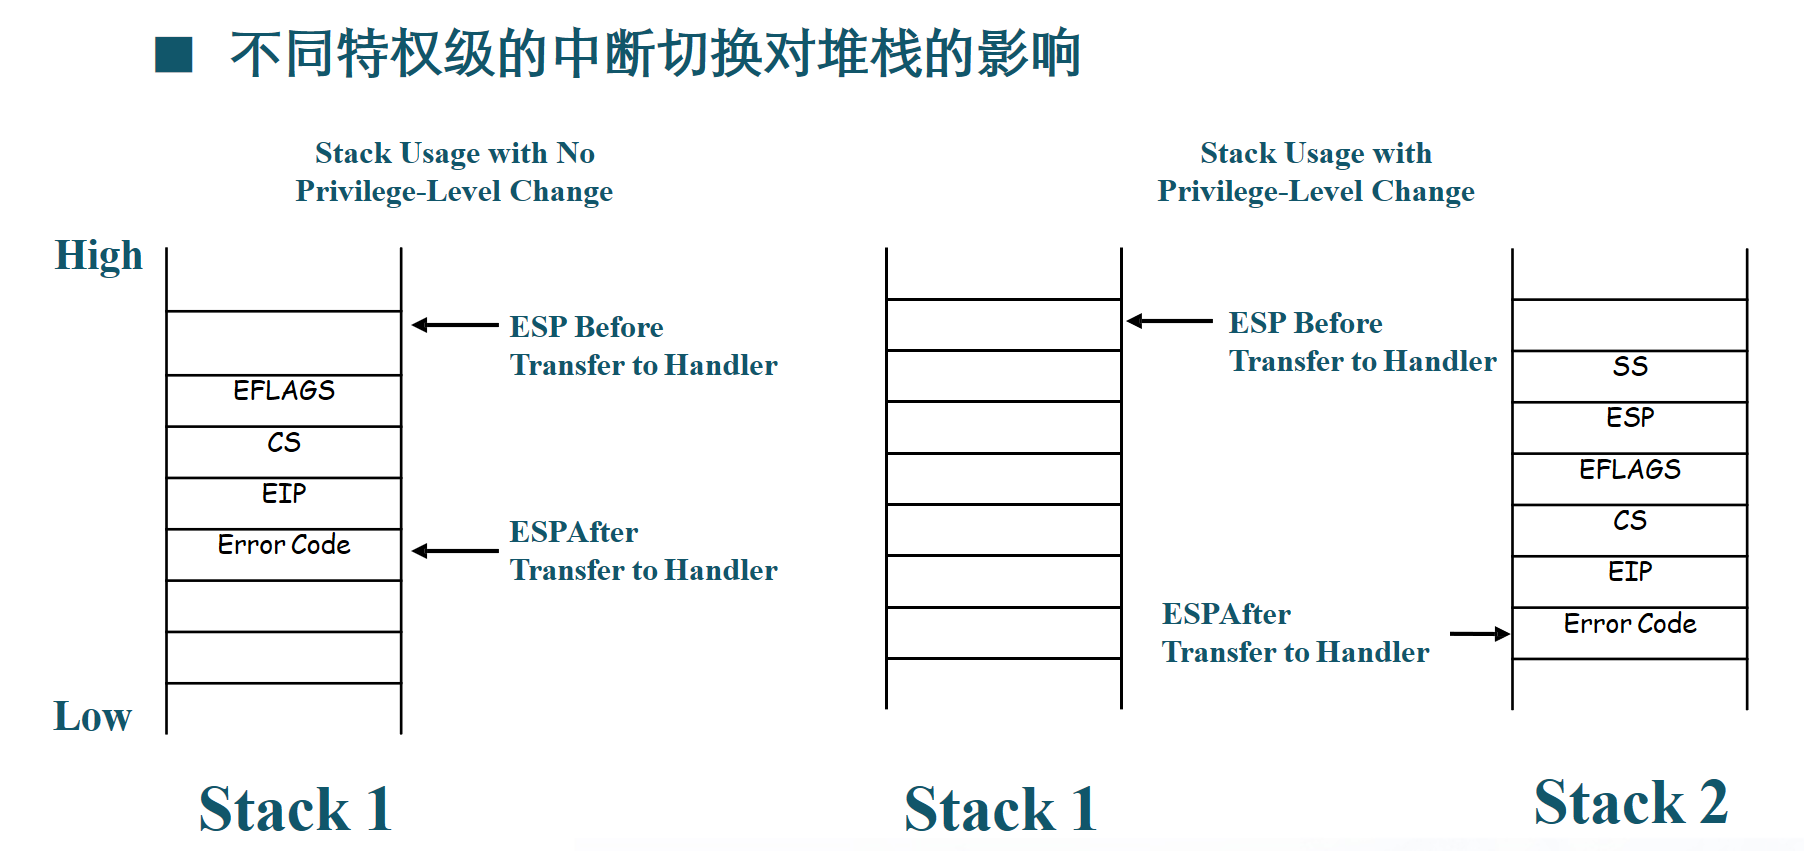 ■ 不同特权级的中断切换对堆栈的影响
Stack Usage with No
Privilege-Level Change
High
ESP Before
Transfer to Handler
EFLAGS
CS
EIP
Error Code
ESPAfter
Transfer to Handler
Low
Stack 1
Stack Usage with
Privilege-Level Change
ESP Before
Transfer to Handler
SS
ESP
EFLAGS
CS
EIP
Error Code
ESPAfter
Transfer to Handler
Stack 1
Stack 2